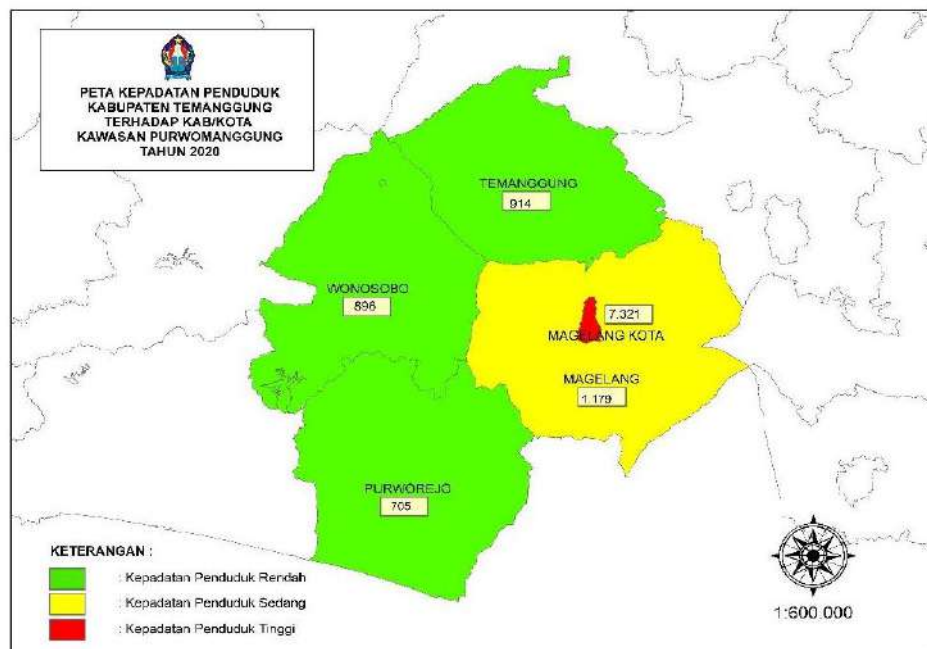 PETA KEPADATAN PENDUDUK
KABUPATEN TEMANGGUNG
TERHADAP KAB/KOTA
KAWASAN PURWOMANGGUNG
TAHUN 2020
TEMANGGUNG
914
WONOSOBO
896
7.321
MAGELANG KOTA
MAGELANG
1.179
PURWOREJO
705
KETERANGAN :
: Kepadatan Penduduk Rendah
: Kepadatan Penduduk Sedang
: Kepadatan Penduduk Tinggi
1:600.000